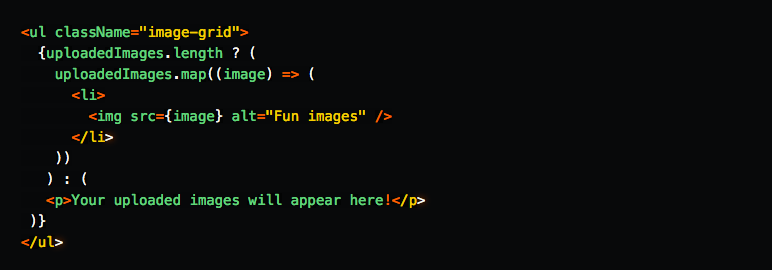 <ul className="image-grid">
  {uploadedImages.length ? (
    uploadedImages.map((image) => (
      <li>
        <img src={image} alt="Fun images" />
      </li>
    ))
   ) : (
   <p>Your uploaded images will appear here!</p>
 )}
</ul>